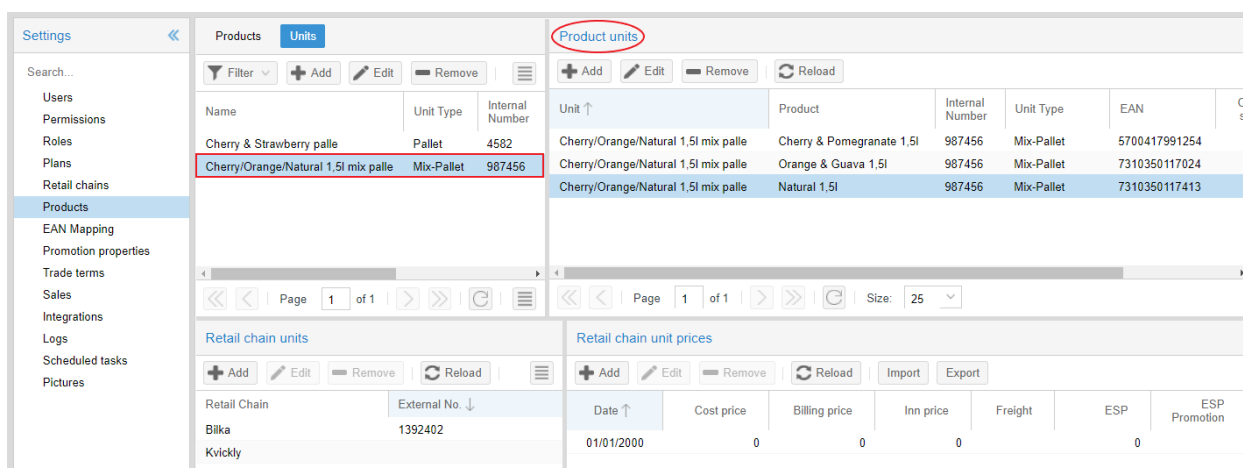 Settings
Search...
Users
Permissions
Roles
Plans
Retail chains
Products
EAN Mapping
Promotion properties
Trade terms
Sales
Integrations
Logs
Scheduled tasks
Pictures
Products Units
Filter Add Edit Remove
Name Unit Type Internal Number
Cherry & Strawberry palle Pallet 4582
Cherry/Orange/Natural 1,5l mix palle Mix-Pallet 987456
Page 1 of 1
Product units
Add Edit Remove Reload
Unit Product Internal Number Unit Type EAN
Cherry/Orange/Natural 1,5l mix palle Cherry & Pomegranate 1,5l 987456 Mix-Pallet 5700417991254
Cherry/Orange/Natural 1,5l mix palle Orange & Guava 1,5l 987456 Mix-Pallet 7310350117024
Cherry/Orange/Natural 1,5l mix palle Natural 1,5l 987456 Mix-Pallet 7310350117413
Page 1 of 1 Size: 25
Retail chain units
Add Edit Remove Reload
Retail Chain External No.
Bilka 1392402
Kvickly
Retail chain unit prices
Add Edit Remove Reload Import Export
Date Cost price Billing price Inn price Freight ESP ESP Promotion
01/01/2000 0 0 0 0